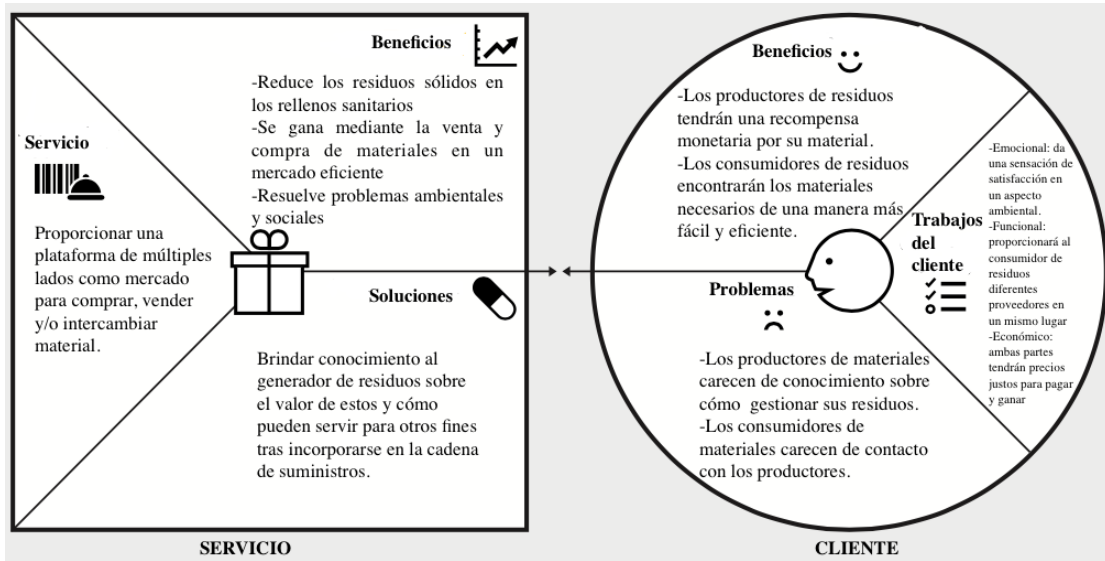 Beneficios
-Reduce los residuos sólidos en
los rellenos sanitarios
-Se gana mediante la venta y
compra de materiales en un
mercado eficiente
-Resuelve problemas ambientales
y sociales
Servicio
Proporcionar una
plataforma de múltiples
lados como mercado
para comprar, vender
y/o intercambiar
material.
Soluciones
Brindar conocimiento al
generador de residuos sobre
el valor de estos y cómo
pueden servir para otros fines
tras incorporarse en la cadena
de suministros.
SERVICIO
Beneficios
-Los productores de residuos
tendrán una recompensa
monetaria por su material.
-Los consumidores de residuos
encontrarán los materiales
necesarios de una manera más
fácil y eficiente.
Trabajos
del
cliente
-Emocional: da
una sensación de
satisfacción en
un aspecto
ambiental.
-Funcional:
proporcionará al
consumidor de
residuos
diferentes
proveedores en
un mismo lugar
-Económico:
ambas partes
tendrán precios
justos para pagar
y ganar
Problemas
-Los productores de materiales
carecen de conocimiento sobre
cómo gestionar sus residuos.
-Los consumidores de
materiales carecen de contacto
con los productores.
CLIENTE